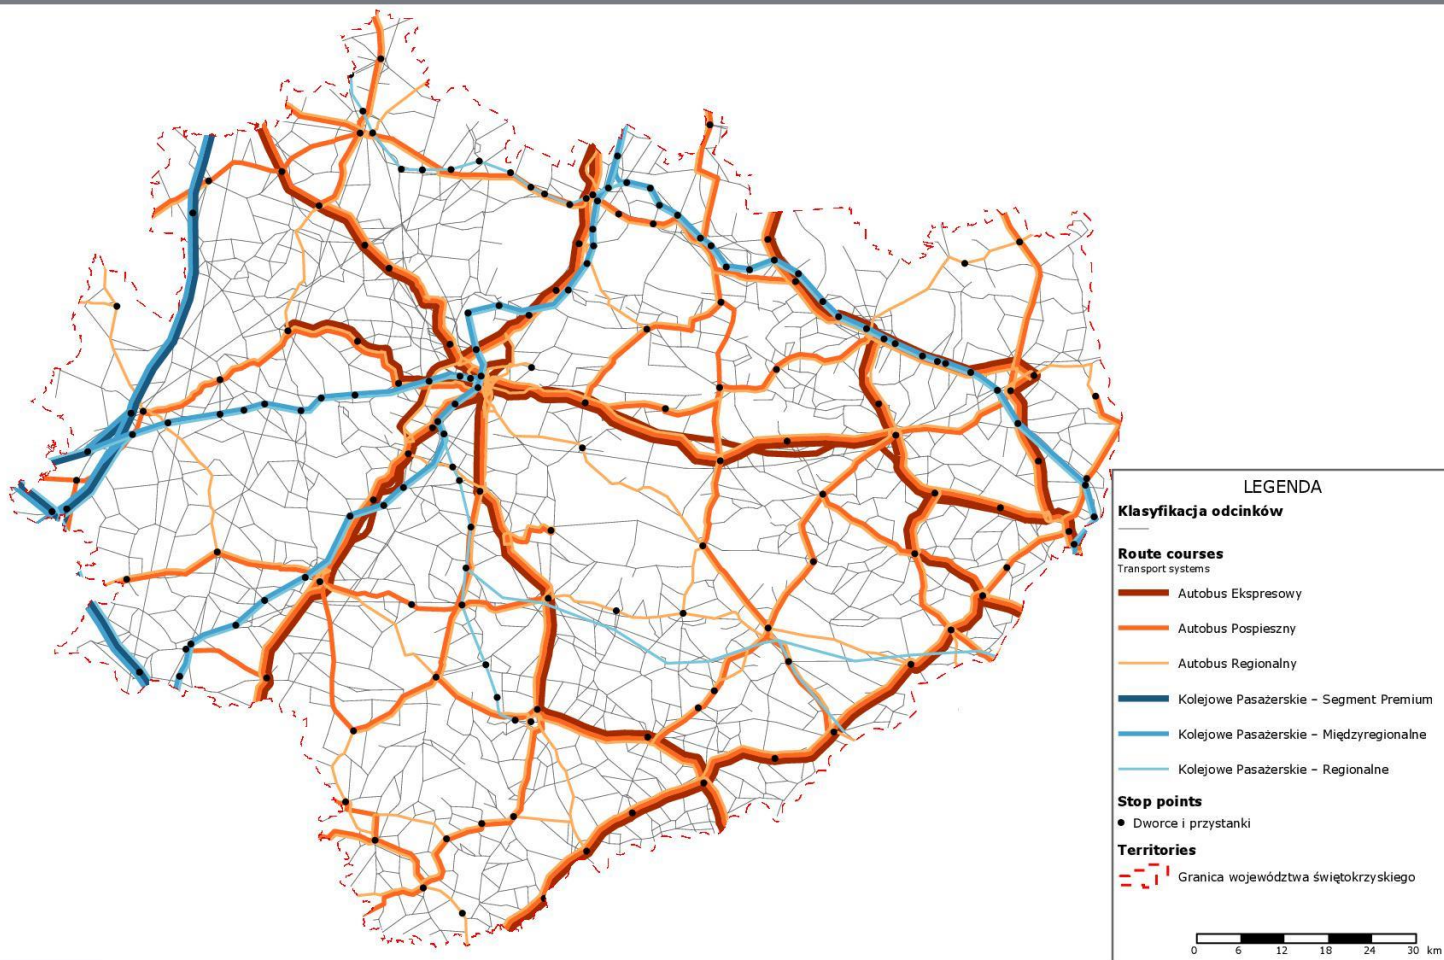 LEGENDA
Klasyfikacja odcinków
Route courses
Transport systems
Autobus Ekspresowy
Autobus Pospieszny
Autobus Regionalny
Kolejowe Pasażerskie – Segment Premium
Kolejowe Pasażerskie – Międzyregionalne
Kolejowe Pasażerskie – Regionalne
Stop points
Dworce i przystanki
Territories
Granica województwa świętokrzyskiego
0 6 12 18 24 30 km